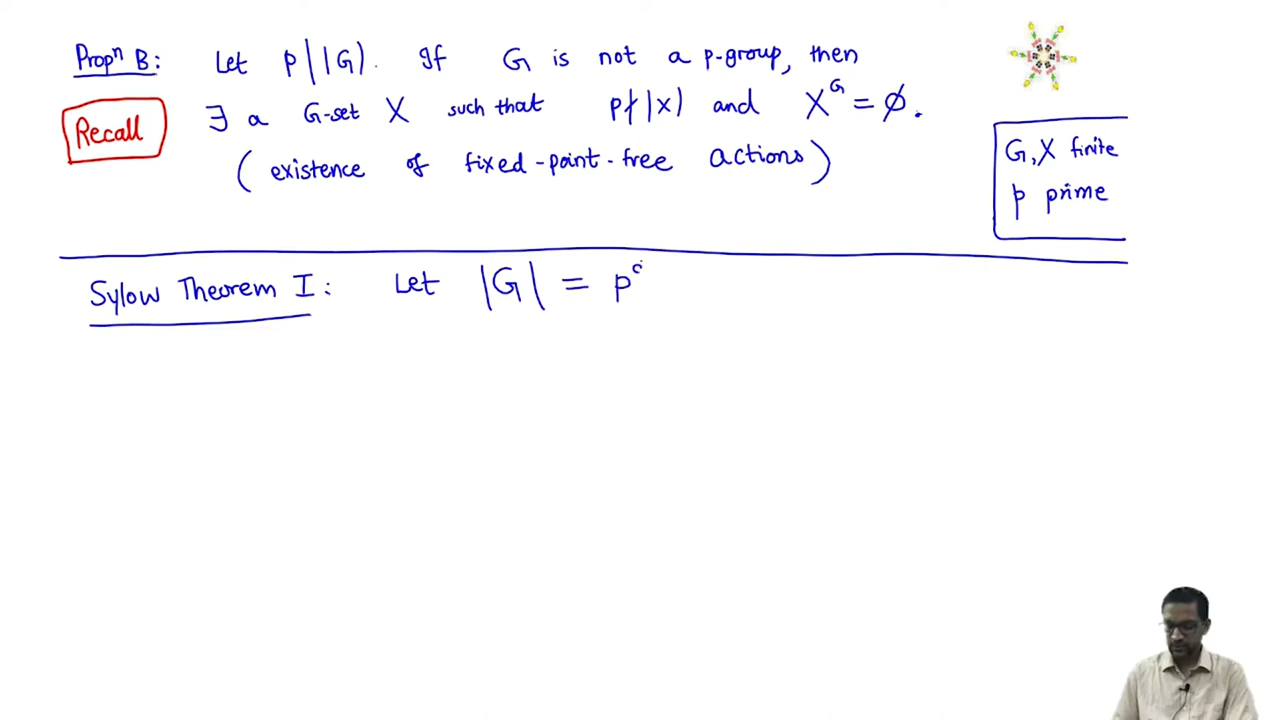 Propⁿ B: Let p | |G|. If G is not a p-group, then
Recall ∃ a G-set X such that p∤|X| and X^G = ∅.
(existence of fixed-point-free actions)
G, X finite
p prime
Sylow Theorem I: Let |G| = p